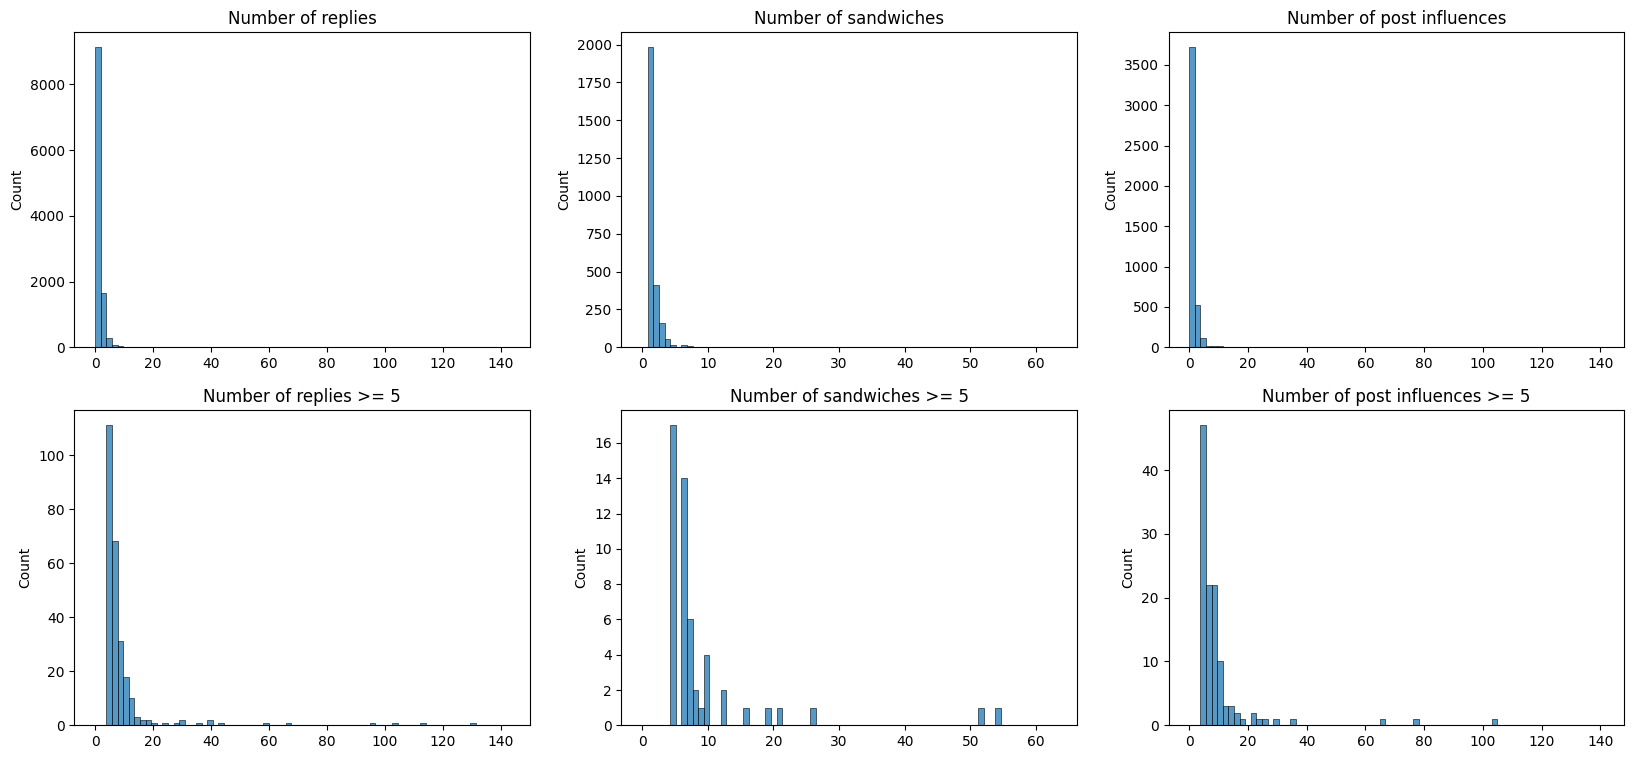 Number of replies
Count
8000
6000
4000
2000
0
0 20 40 60 80 100 120 140
Number of sandwiches
Count
2000
1750
1500
1250
1000
750
500
250
0
0 10 20 30 40 50 60
Number of post influences
Count
3500
3000
2500
2000
1500
1000
500
0
0 20 40 60 80 100 120 140
Number of replies >= 5
Count
100
80
60
40
20
0
0 20 40 60 80 100 120 140
Number of sandwiches >= 5
Count
16
14
12
10
8
6
4
2
0
0 10 20 30 40 50 60
Number of post influences >= 5
Count
40
30
20
10
0
0 20 40 60 80 100 120 140